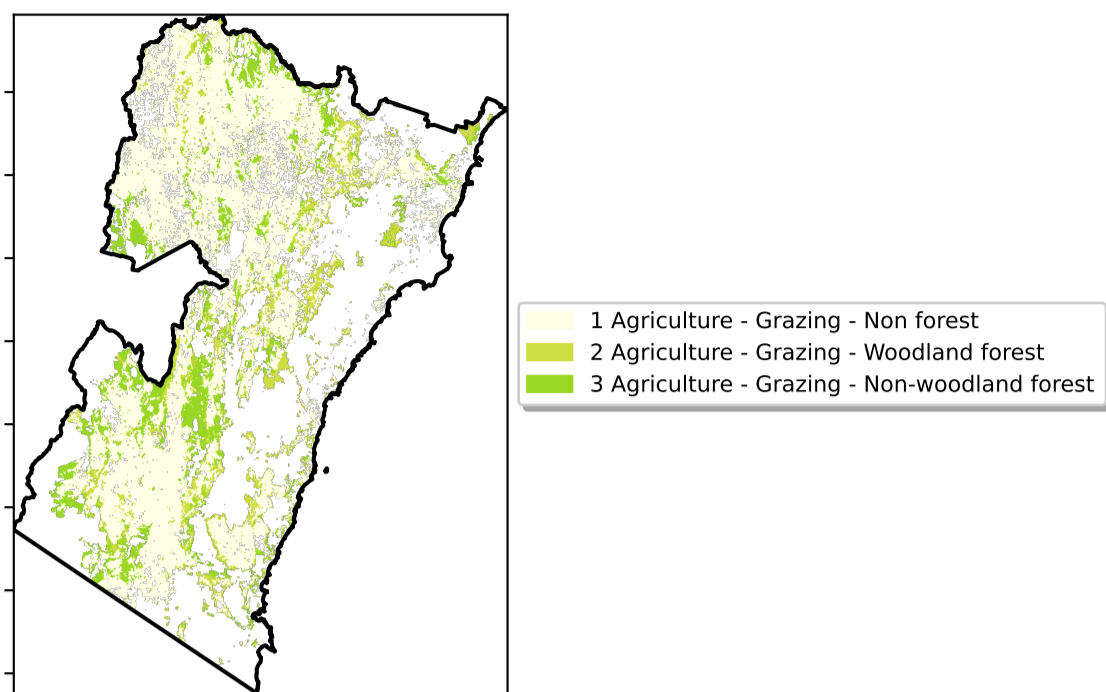 1 Agriculture - Grazing - Non forest
2 Agriculture - Grazing - Woodland forest
3 Agriculture - Grazing - Non-woodland forest